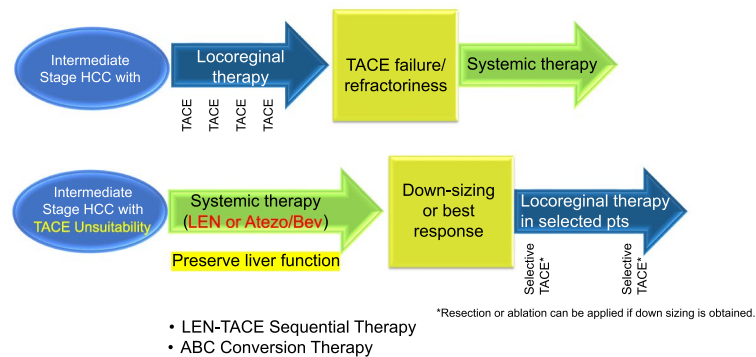 Intermediate
Stage HCC with
Locoreginal
therapy
TACE
TACE
TACE
TACE
TACE failure/
refractoriness
Systemic therapy
Intermediate
Stage HCC with
TACE Unsuitability
Systemic therapy
(LEN or Atezo/Bev)
Preserve liver function
Down-sizing
or best
response
Locoreginal therapy
in selected pts
Selective
TACE*
Selective
TACE*
*Resection or ablation can be applied if down sizing is obtained.
• LEN-TACE Sequential Therapy
• ABC Conversion Therapy